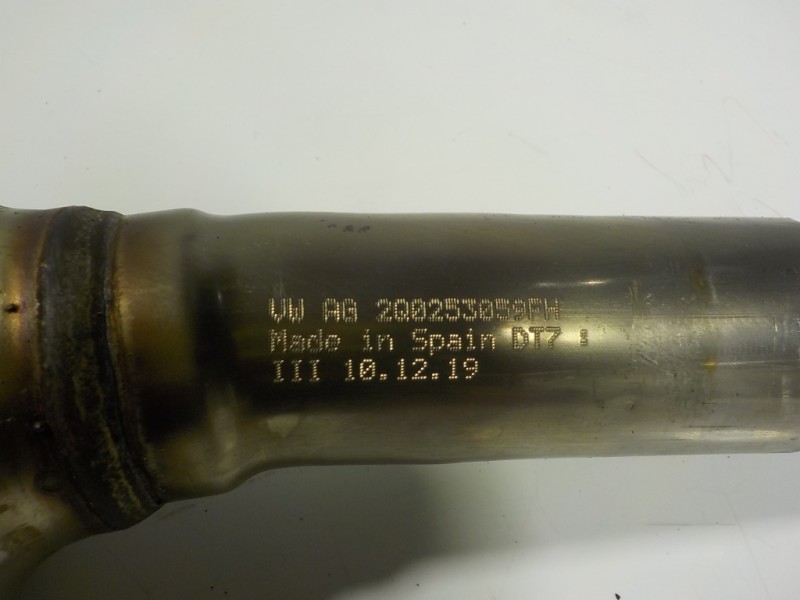 VW AG 2Q0253059FH
Made in Spain DT7
III 10.12.19